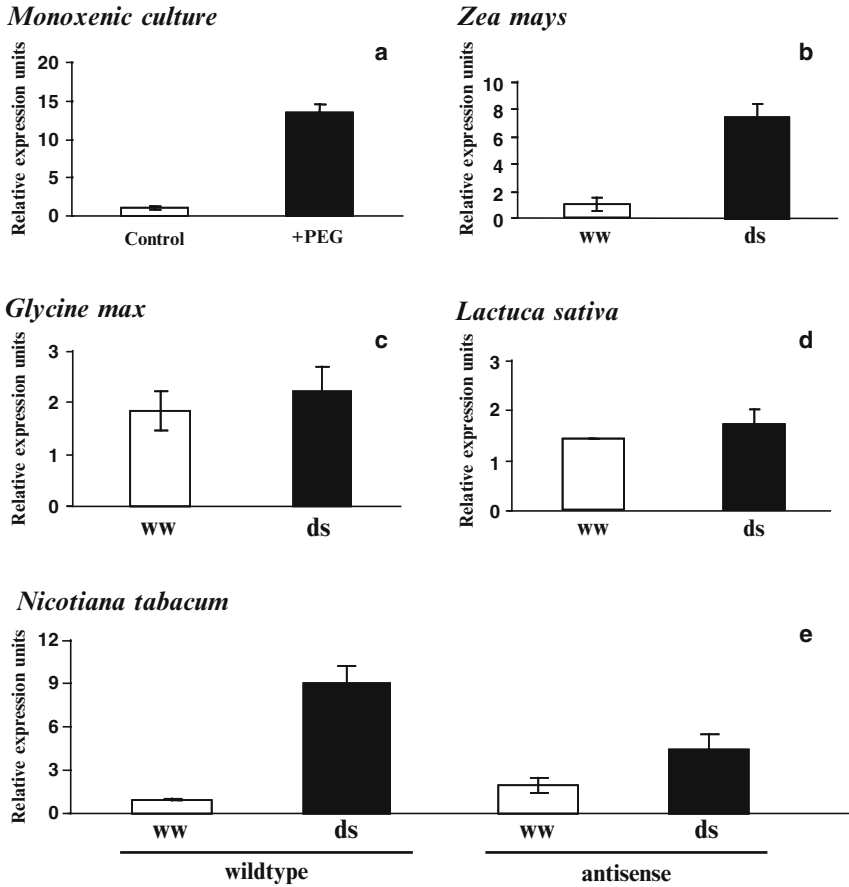 Monoxenic culture
a
Relative expression units
20
15
10
5
0
Control +PEG
Zea mays
b
Relative expression units
10
8
6
4
2
0
ww ds
Glycine max
c
Relative expression units
3
2
1
0
ww ds
Lactuca sativa
d
Relative expression units
3
2
1
0
ww ds
Nicotiana tabacum
e
Relative expression units
12
9
6
3
0
ww ds ww ds
wildtype antisense